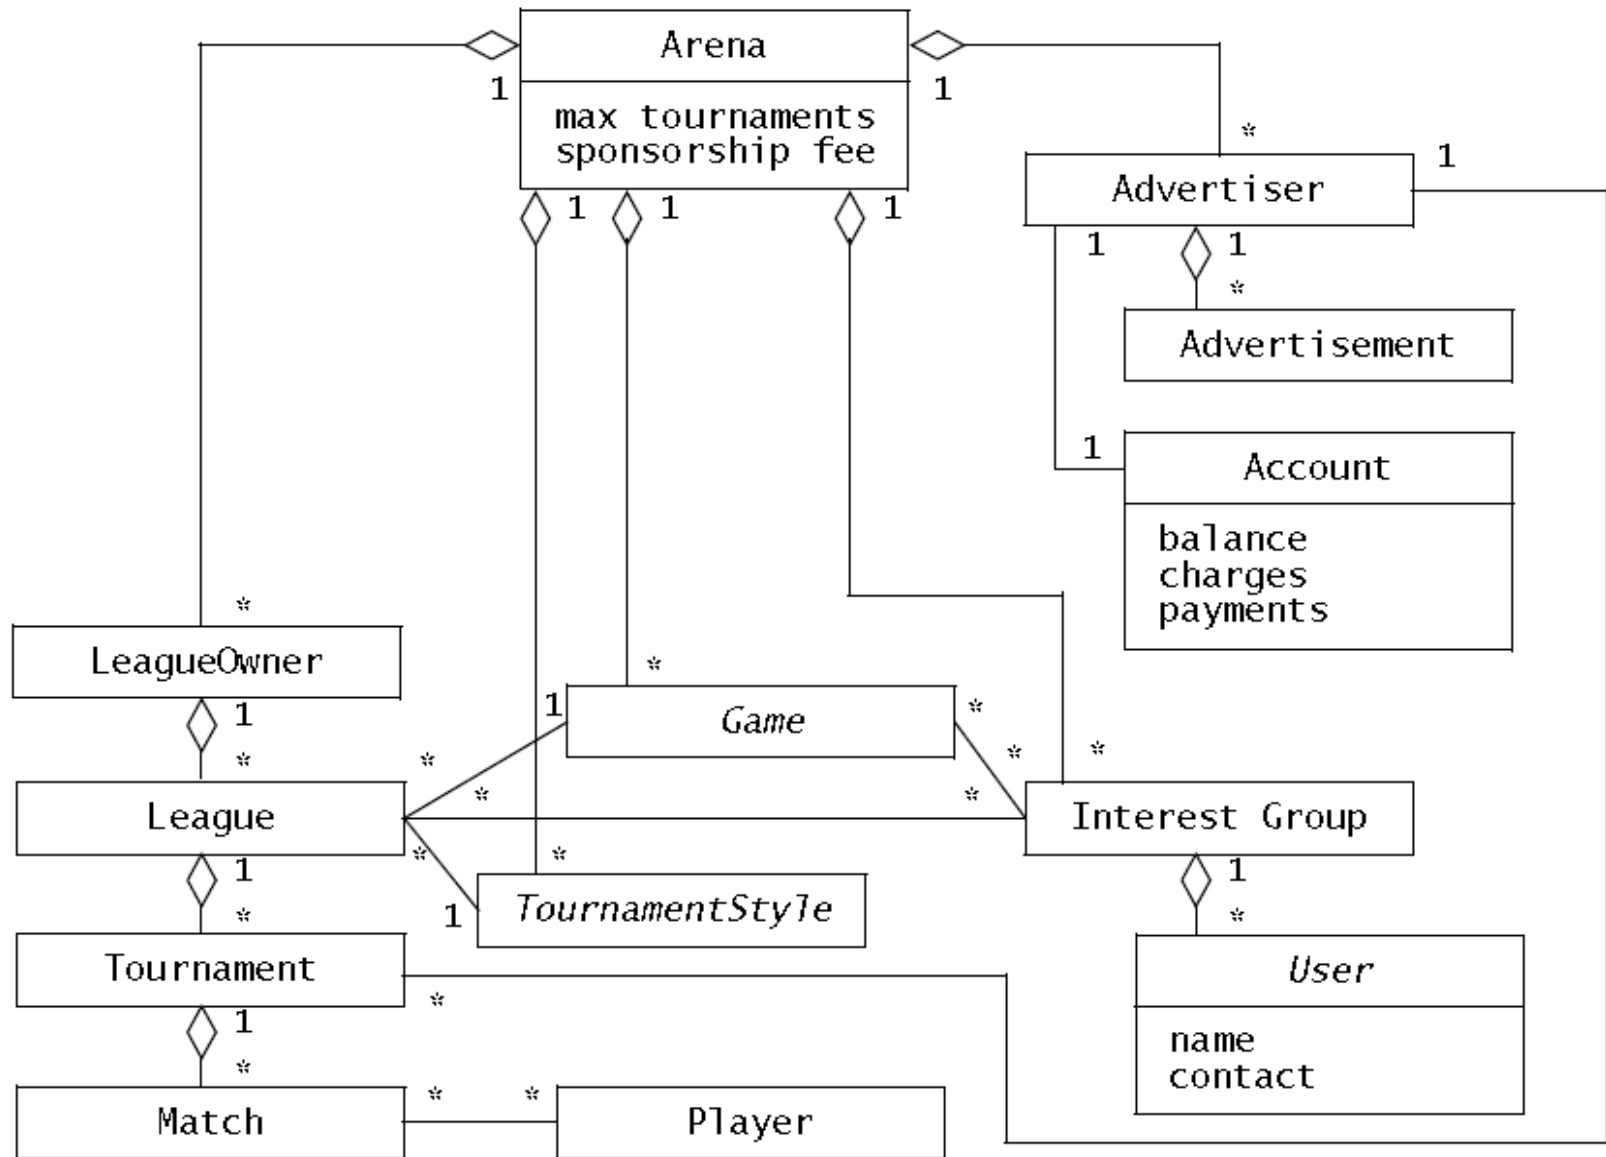 Arena
1
1
max tournaments
sponsorship fee
*
1
Advertiser
1
1
1
1
1
*
Advertisement
1
Account
balance
charges
payments
*
LeagueOwner
1
*
1
Game
*
*
*
*
*
*
*
League
Interest Group
*
*
1
1
*
1
TournamentStyle
*
Tournament
*
User
1
name
contact
*
*
*
Match
Player